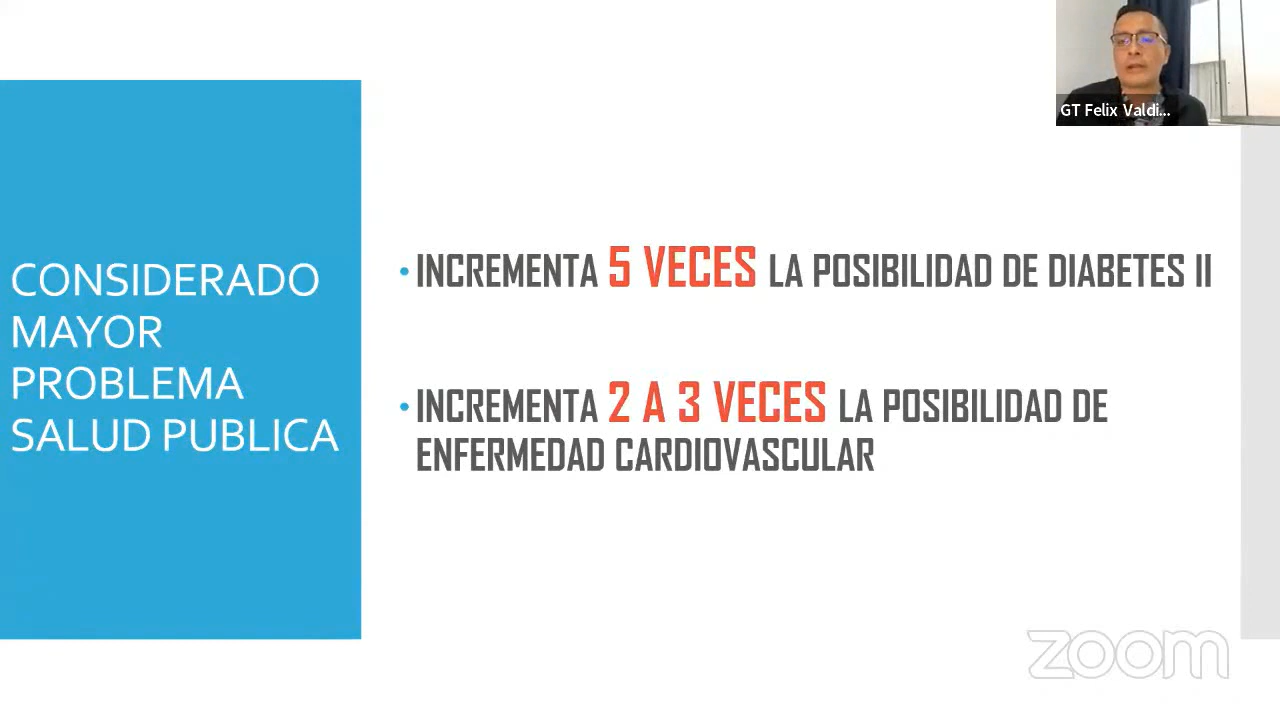 GT Felix Valdi...
CONSIDERADO
MAYOR
PROBLEMA
SALUD PUBLICA
• INCREMENTA 5 VECES LA POSIBILIDAD DE DIABETES II
• INCREMENTA 2 A 3 VECES LA POSIBILIDAD DE
ENFERMEDAD CARDIOVASCULAR
zoom